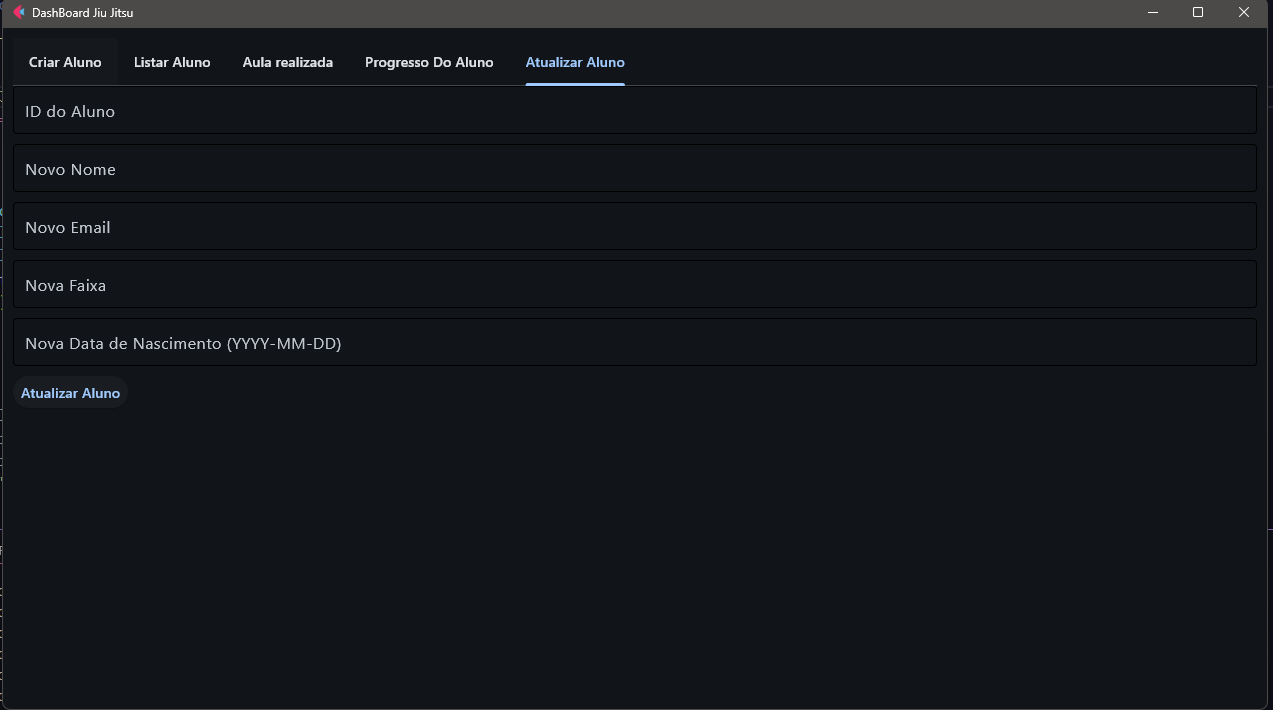 DashBoard Jiu Jitsu
Criar Aluno Listar Aluno Aula realizada Progresso Do Aluno Atualizar Aluno
ID do Aluno
Novo Nome
Novo Email
Nova Faixa
Nova Data de Nascimento (YYYY-MM-DD)
Atualizar Aluno